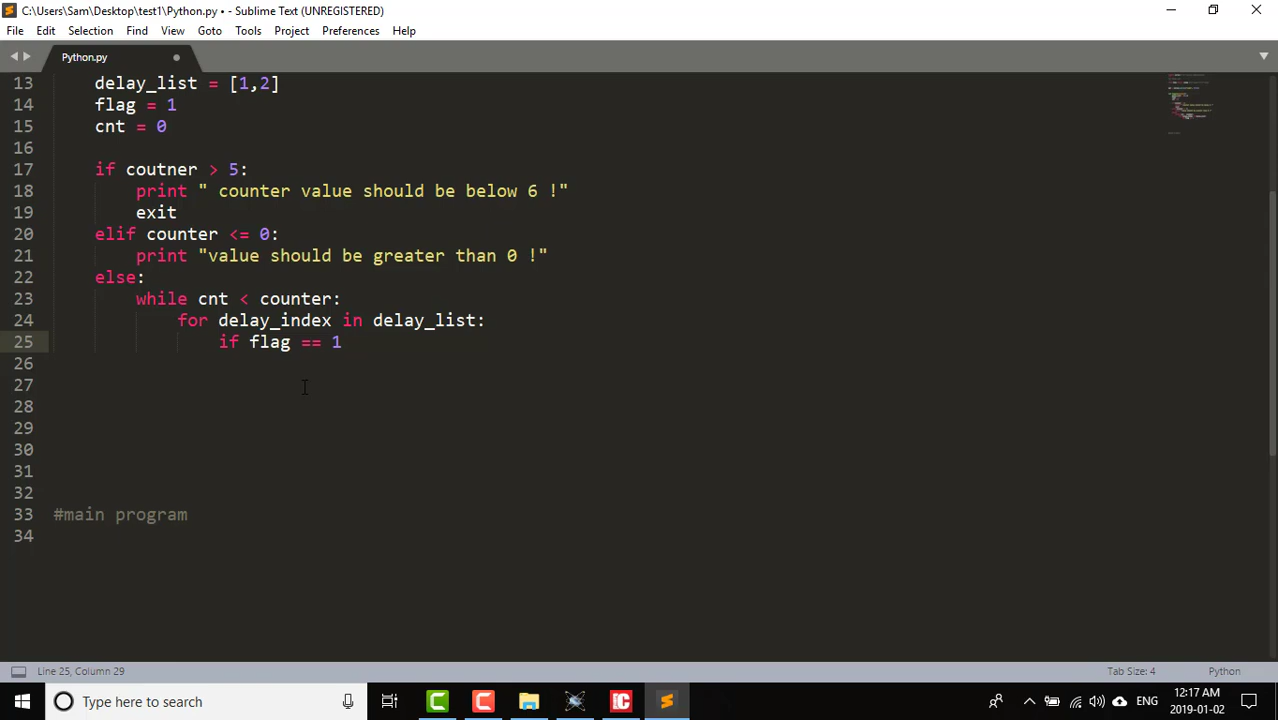 C:\Users\Sam\Desktop\test1\Python.py • - Sublime Text (UNREGISTERED)
File Edit Selection Find View Goto Tools Project Preferences Help
Python.py
13 delay_list = [1,2]
14 flag = 1
15 cnt = 0
16
17 if coutner > 5:
18 print " counter value should be below 6 !"
19 exit
20 elif counter <= 0:
21 print "value should be greater than 0 !"
22 else:
23 while cnt < counter:
24 for delay_index in delay_list:
25 if flag == 1
26
27
28
29
30
31
32
33 #main program
34
Line 25, Column 29 Tab Size: 4 Python
Type here to search ENG 12:17 AM
2019-01-02